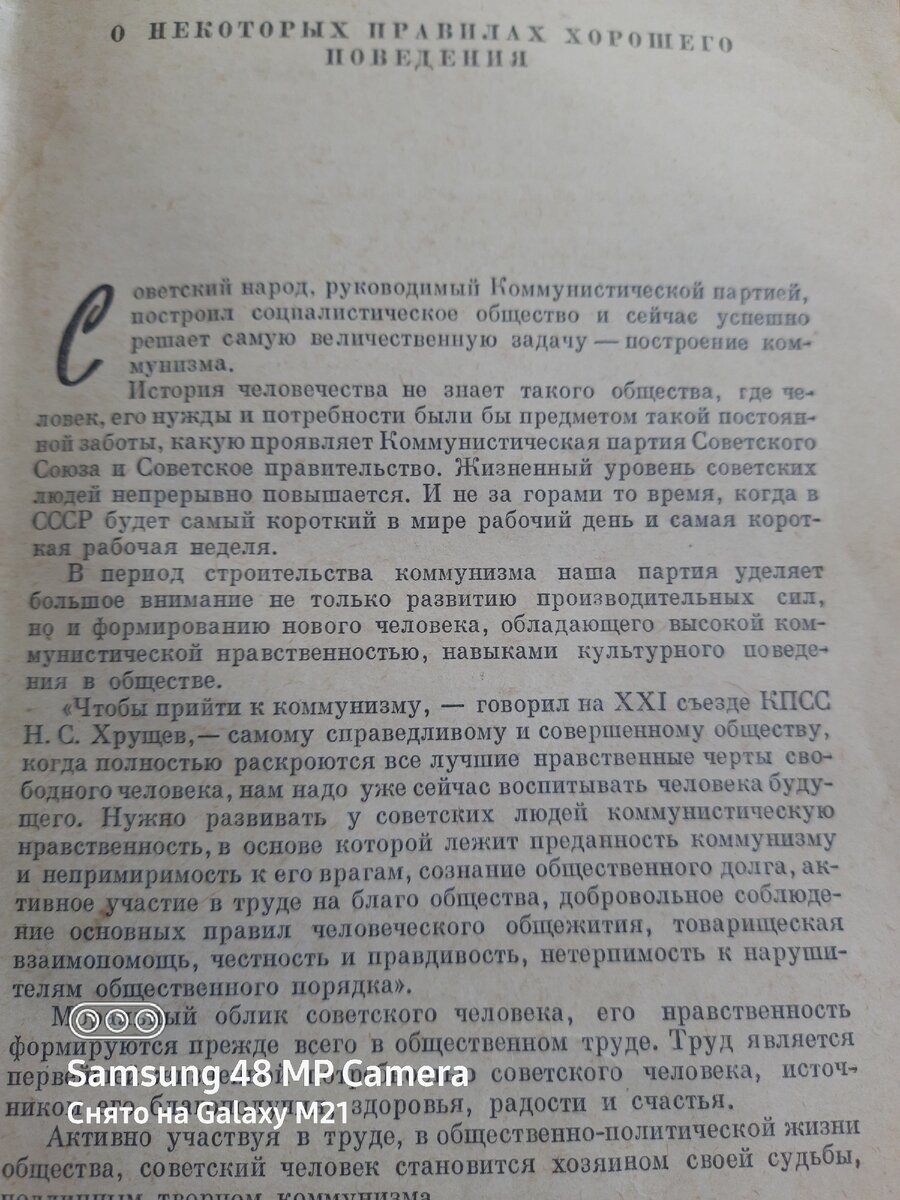 О НЕКОТОРЫХ ПРАВИЛАХ ХОРОШЕГО
ПОВЕДЕНИЯ
Советский народ, руководимый Коммунистической партией,
построил социалистическое общество и сейчас успешно
решает самую величественную задачу — построение ком-
мунизма.
История человечества не знает такого общества, где че-
ловек, его нужды и потребности были бы предметом такой постоян-
ной заботы, какую проявляет Коммунистическая партия Советского
Союза и Советское правительство. Жизненный уровень советских
людей непрерывно повышается. И не за горами то время, когда в
СССР будет самый короткий в мире рабочий день и самая корот-
кая рабочая неделя.
В период строительства коммунизма наша партия уделяет
большое внимание не только развитию производительных сил,
но и формированию нового человека, обладающего высокой ком-
мунистической нравственностью, навыками культурного поведе-
ния в обществе.
«Чтобы прийти к коммунизму, — говорил на XXI съезде КПСС
Н. С. Хрущев,— самому справедливому и совершенному обществу,
когда полностью раскроются все лучшие нравственные черты сво-
бодного человека, нам надо уже сейчас воспитывать человека буду-
щего. Нужно развивать у советских людей коммунистическую
нравственность, в основе которой лежит преданность коммунизму
и непримиримость к его врагам, сознание общественного долга, ак-
тивное участие в труде на благо общества, добровольное соблюде-
ние основных правил человеческого общежития, товарищеская
взаимопомощь, честность и правдивость, нетерпимость к наруши-
телям общественного порядка».
облик советского человека, его нравственность
формируются прежде всего в общественном труде. Труд является
советского человека, источ-
ником его здоровья, радости и счастья.
Активно участвуя в труде, в общественно-политической жизни
общества, советский человек становится хозяином своей судьбы,
Samsung 48 MP Camera
Снято на Galaxy M21